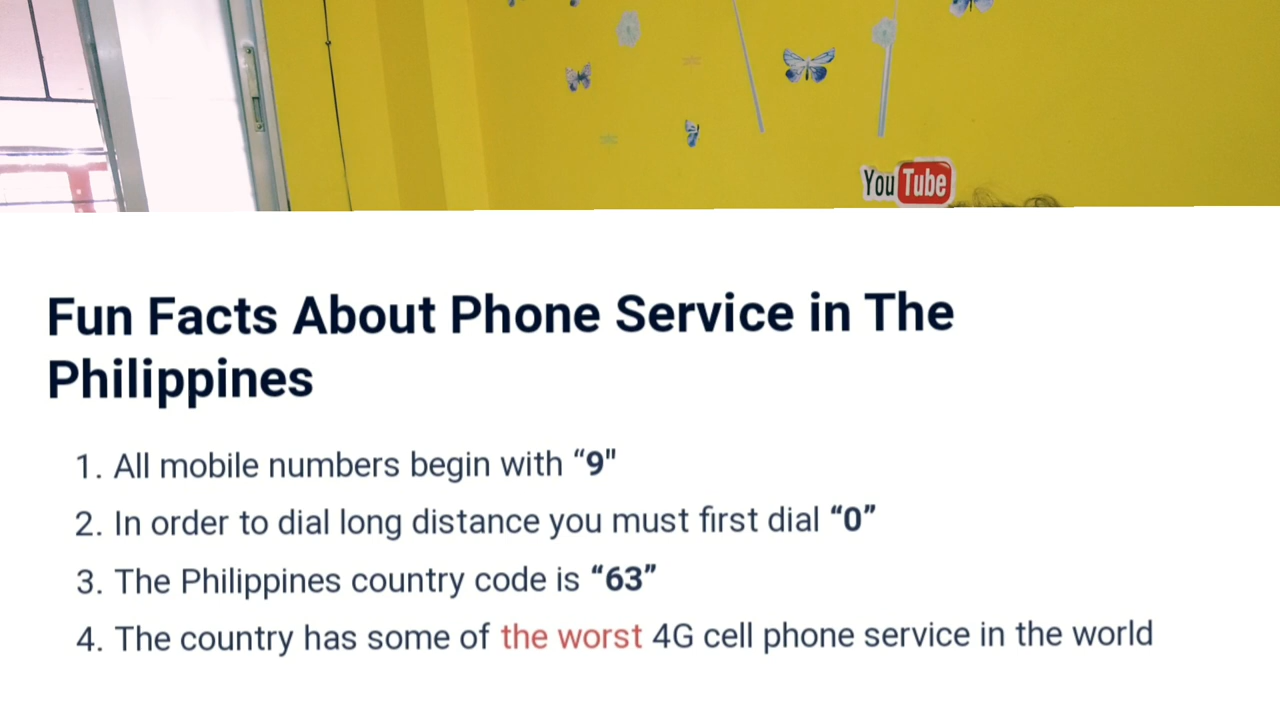 YouTube
Fun Facts About Phone Service in The
Philippines
1. All mobile numbers begin with “9"
2. In order to dial long distance you must first dial “0”
3. The Philippines country code is “63”
4. The country has some of the worst 4G cell phone service in the world